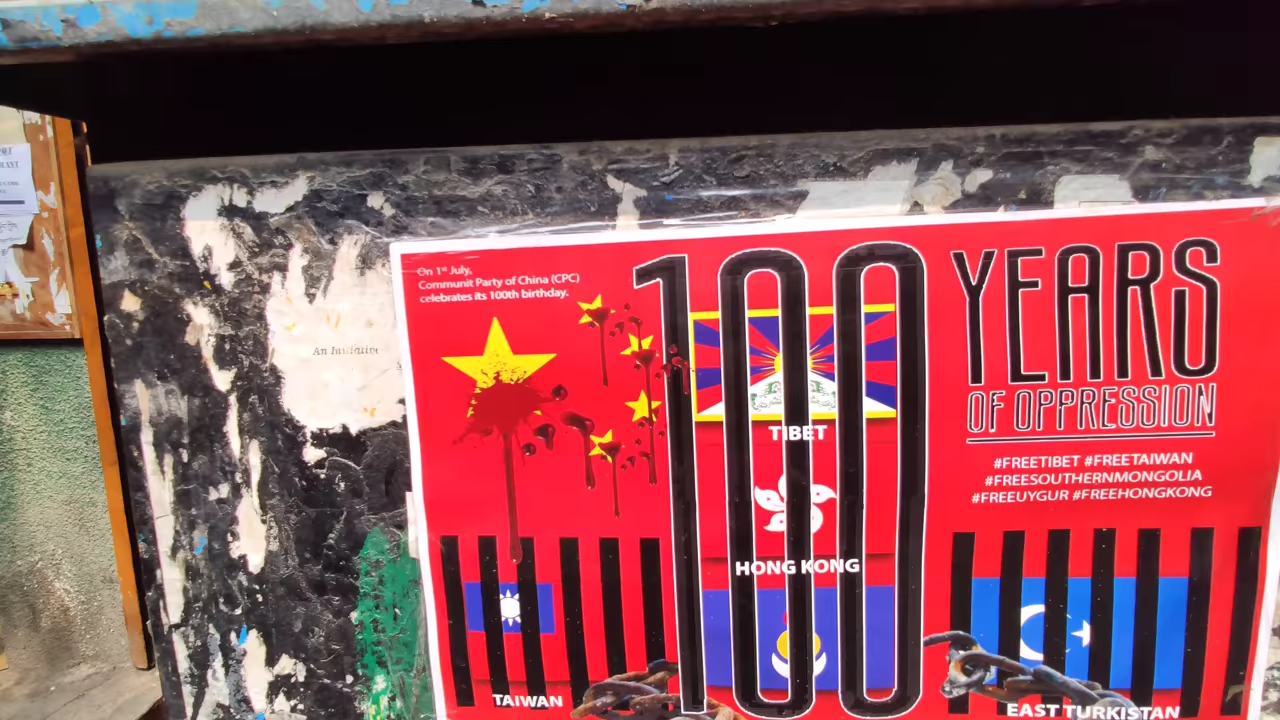 On 1st July,
Communit Party of China (CPC)
celebrates its 100th birthday.
100 YEARS
OF OPPRESSION
#FREETIBET #FREETAIWAN
#FREESOUTHERNMONGOLIA
#FREEUYGUR #FREEHONGKONG
TIBET
HONG KONG
TAIWAN
EAST TURKISTAN
An Initiative